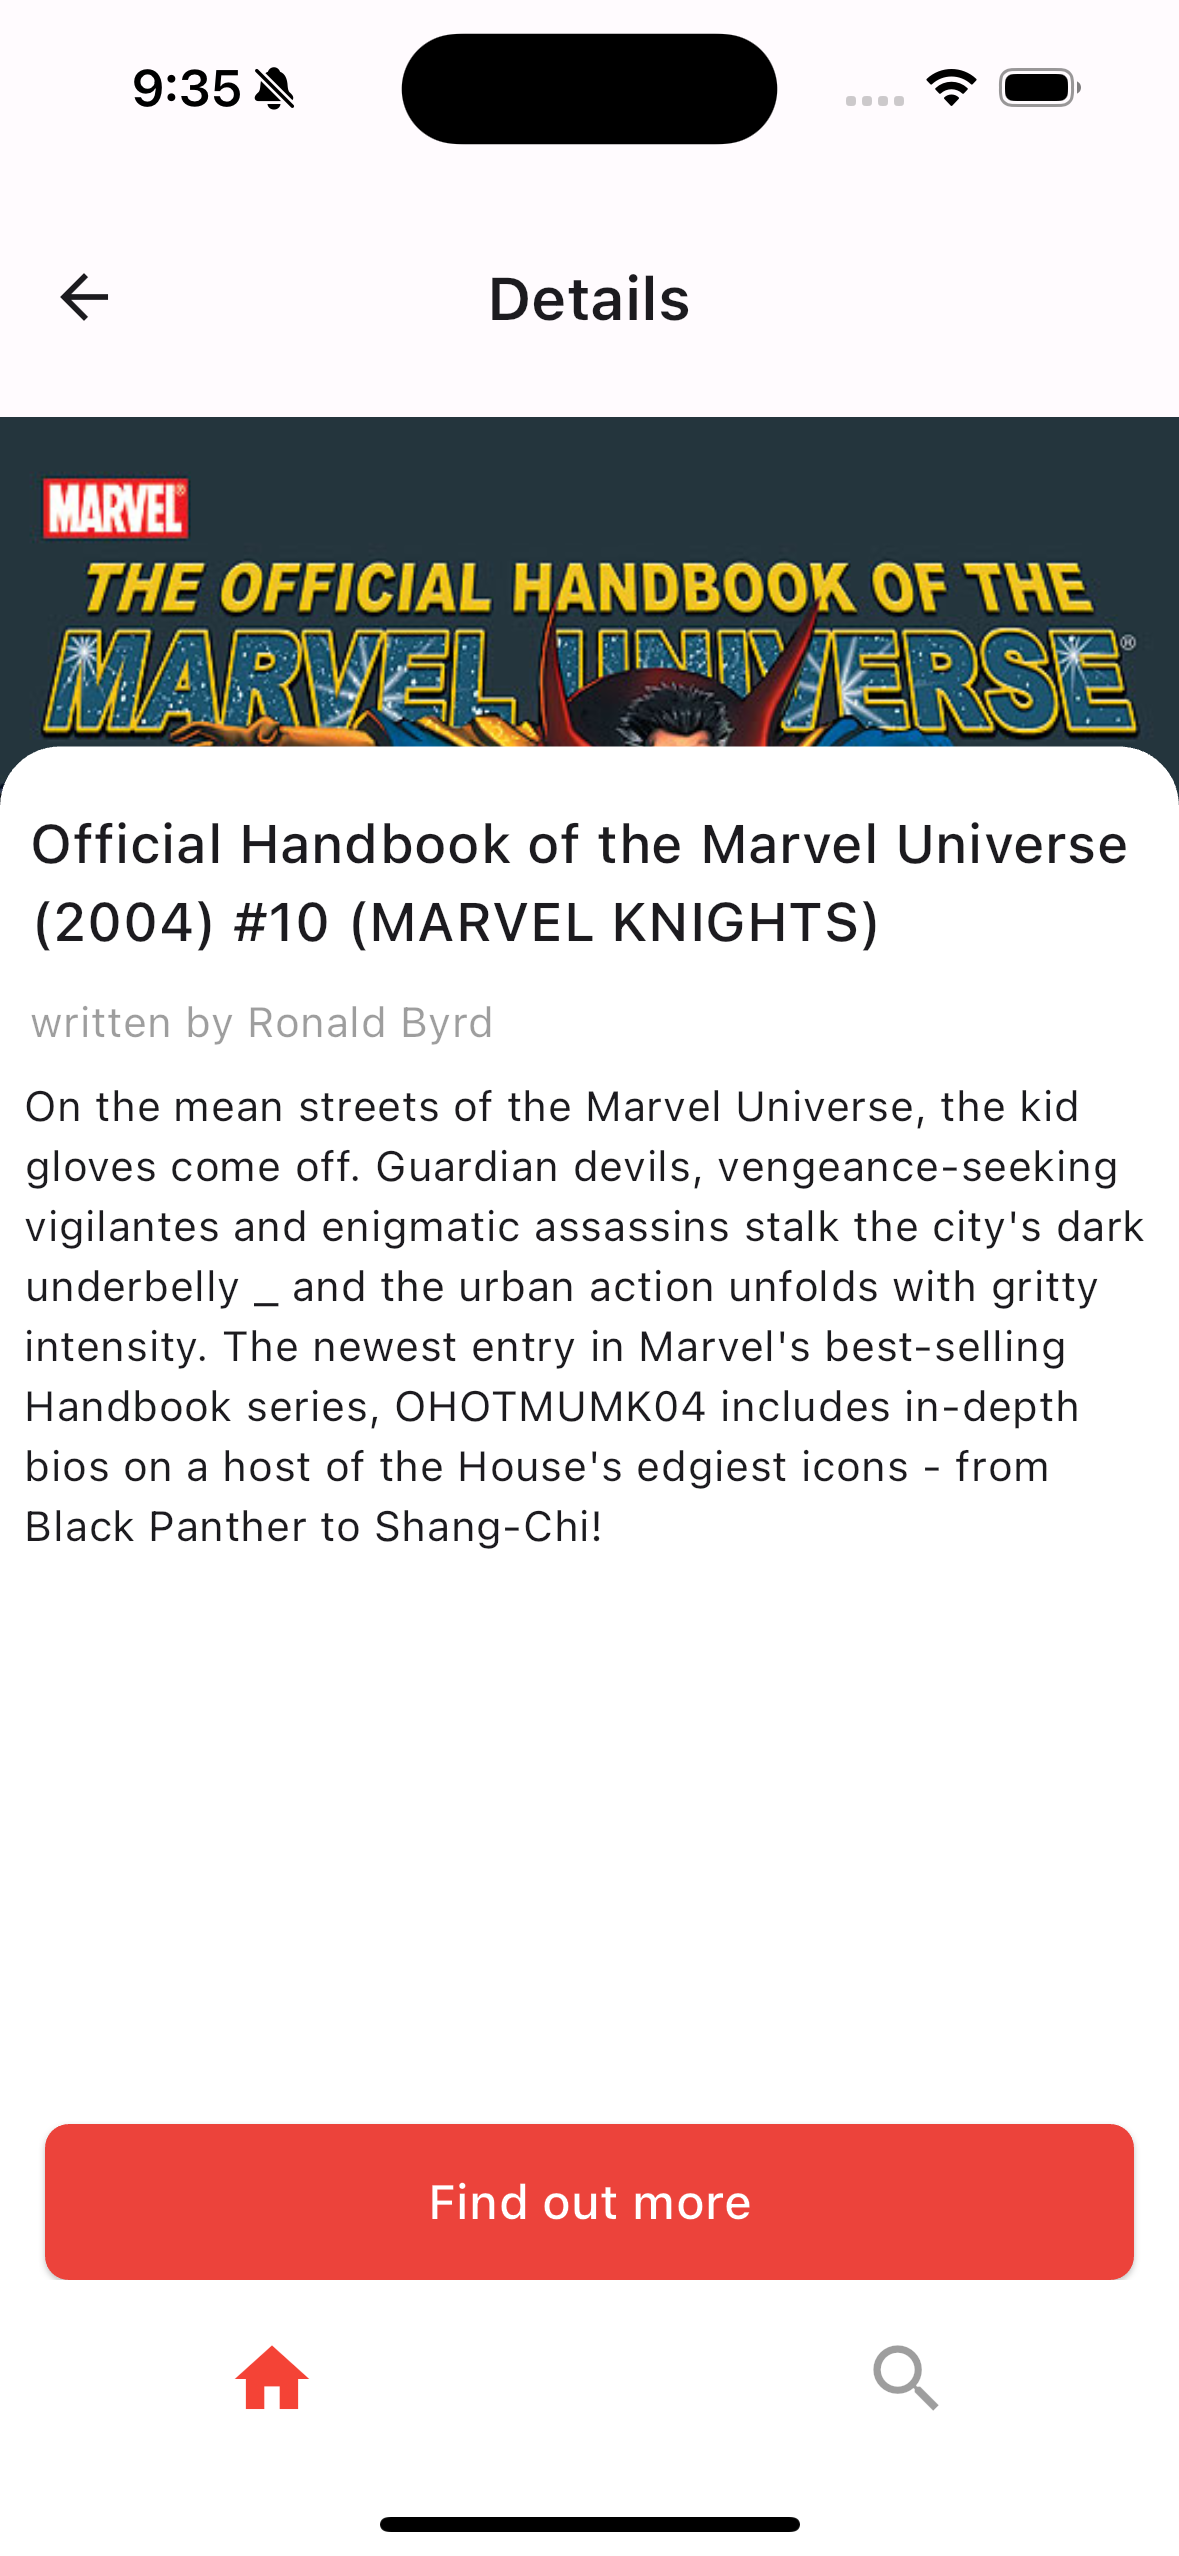 9:35
Details
MARVEL®
THE OFFICIAL HANDBOOK OF THE
MARVEL UNIVERSE®
Official Handbook of the Marvel Universe
(2004) #10 (MARVEL KNIGHTS)
written by Ronald Byrd
On the mean streets of the Marvel Universe, the kid
gloves come off. Guardian devils, vengeance-seeking
vigilantes and enigmatic assassins stalk the city's dark
underbelly _ and the urban action unfolds with gritty
intensity. The newest entry in Marvel's best-selling
Handbook series, OHOTMUMK04 includes in-depth
bios on a host of the House's edgiest icons - from
Black Panther to Shang-Chi!
Find out more